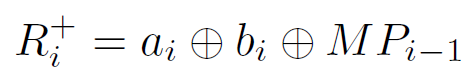 R_i^+ = a_i ⊕ b_i ⊕ MP_{i−1}